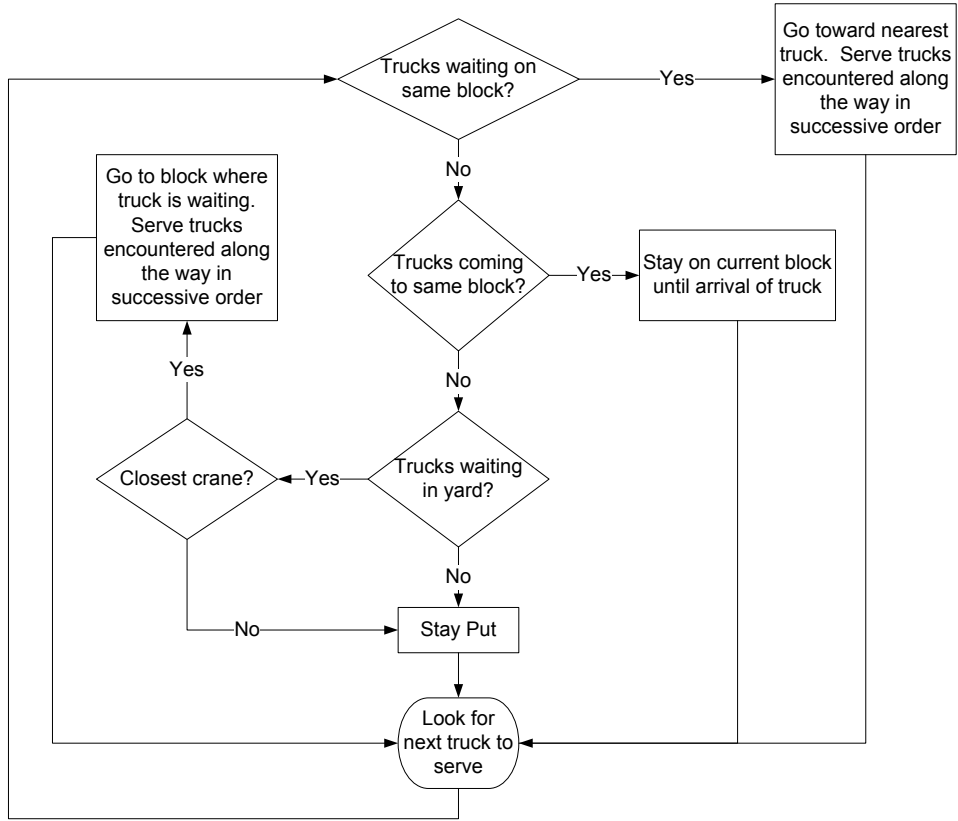 Trucks waiting on
same block?
Yes
Go toward nearest
truck.  Serve trucks
encountered along
the way in
successive order
No
Go to block where
truck is waiting.
Serve trucks
encountered along
the way in
successive order
Trucks coming
to same block?
Yes
Stay on current block
until arrival of truck
Yes
No
Closest crane?
Yes
Trucks waiting
in yard?
No
No
Stay Put
Look for
next truck to
serve